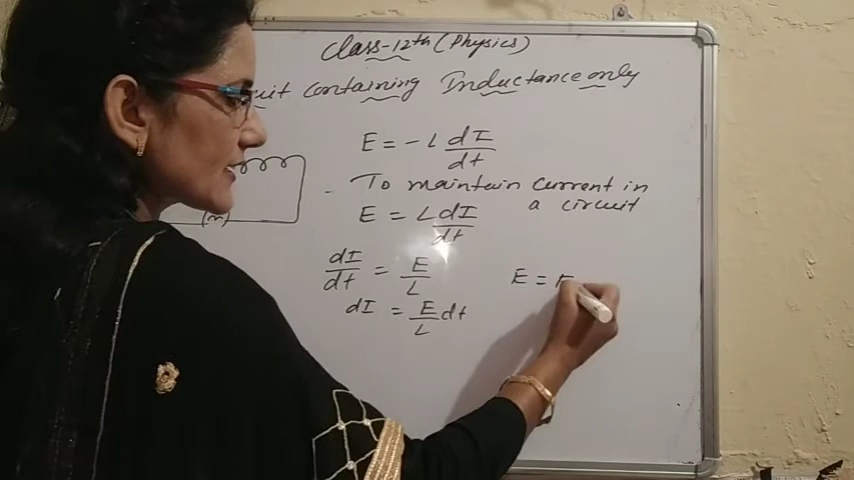 Class-12th (Physics)
containing Inductance only
E = - L dI/dt
- To maintain current in
a circuit
E = L dI/dt
dI/dt = E/L
E =
dI = E/L dt